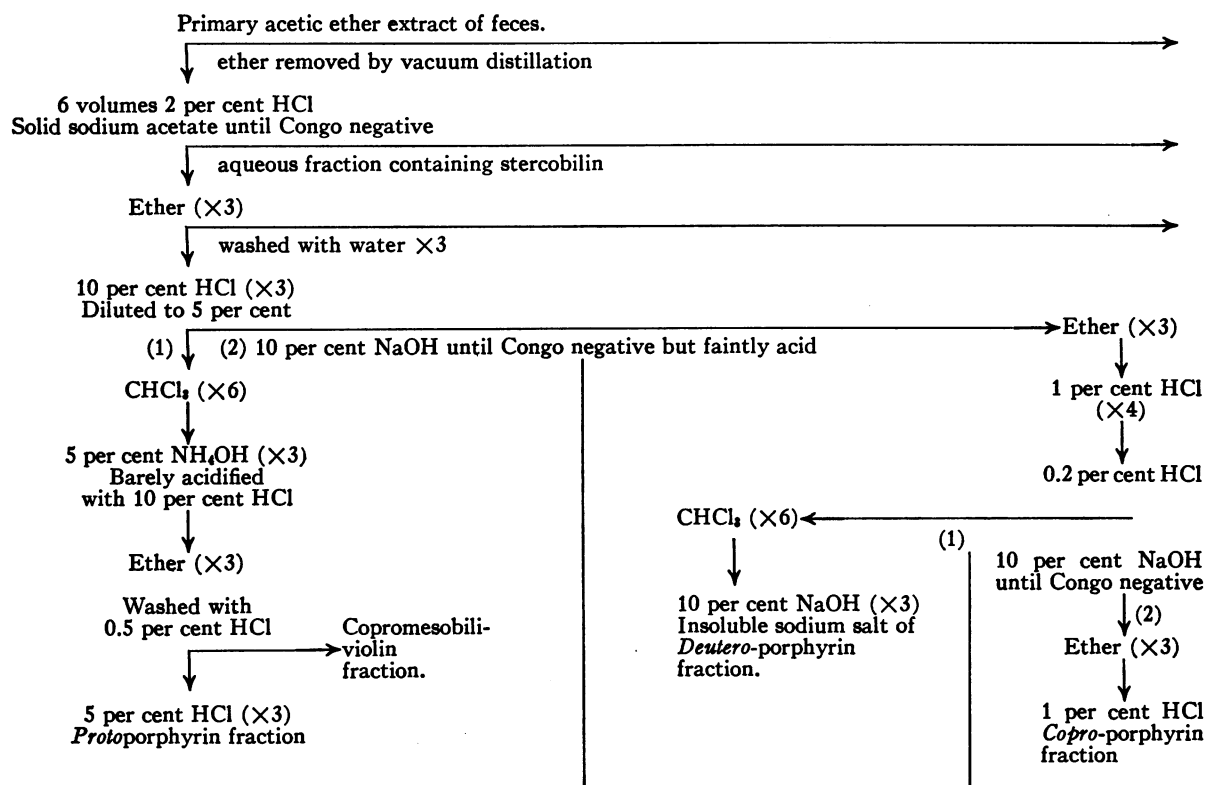 Primary acetic ether extract of feces.
ether removed by vacuum distillation
6 volumes 2 per cent HCl
Solid sodium acetate until Congo negative
aqueous fraction containing stercobilin
Ether (×3)
washed with water ×3
10 per cent HCl (×3)
Diluted to 5 per cent
(1)
(2) 10 per cent NaOH until Congo negative but faintly acid
CHCl₃ (×6)
5 per cent NH₄OH (×3)
Barely acidified
with 10 per cent HCl
Ether (×3)
Washed with
0.5 per cent HCl
Copromesobili-
violin
fraction.
5 per cent HCl (×3)
Protoporphyrin fraction
Ether (×3)
1 per cent HCl
(×4)
0.2 per cent HCl
CHCl₃ (×6)
(1)
10 per cent NaOH (×3)
Insoluble sodium salt of
Deutero-porphyrin
fraction.
10 per cent NaOH
until Congo negative
(2)
Ether (×3)
1 per cent HCl
Copro-porphyrin
fraction